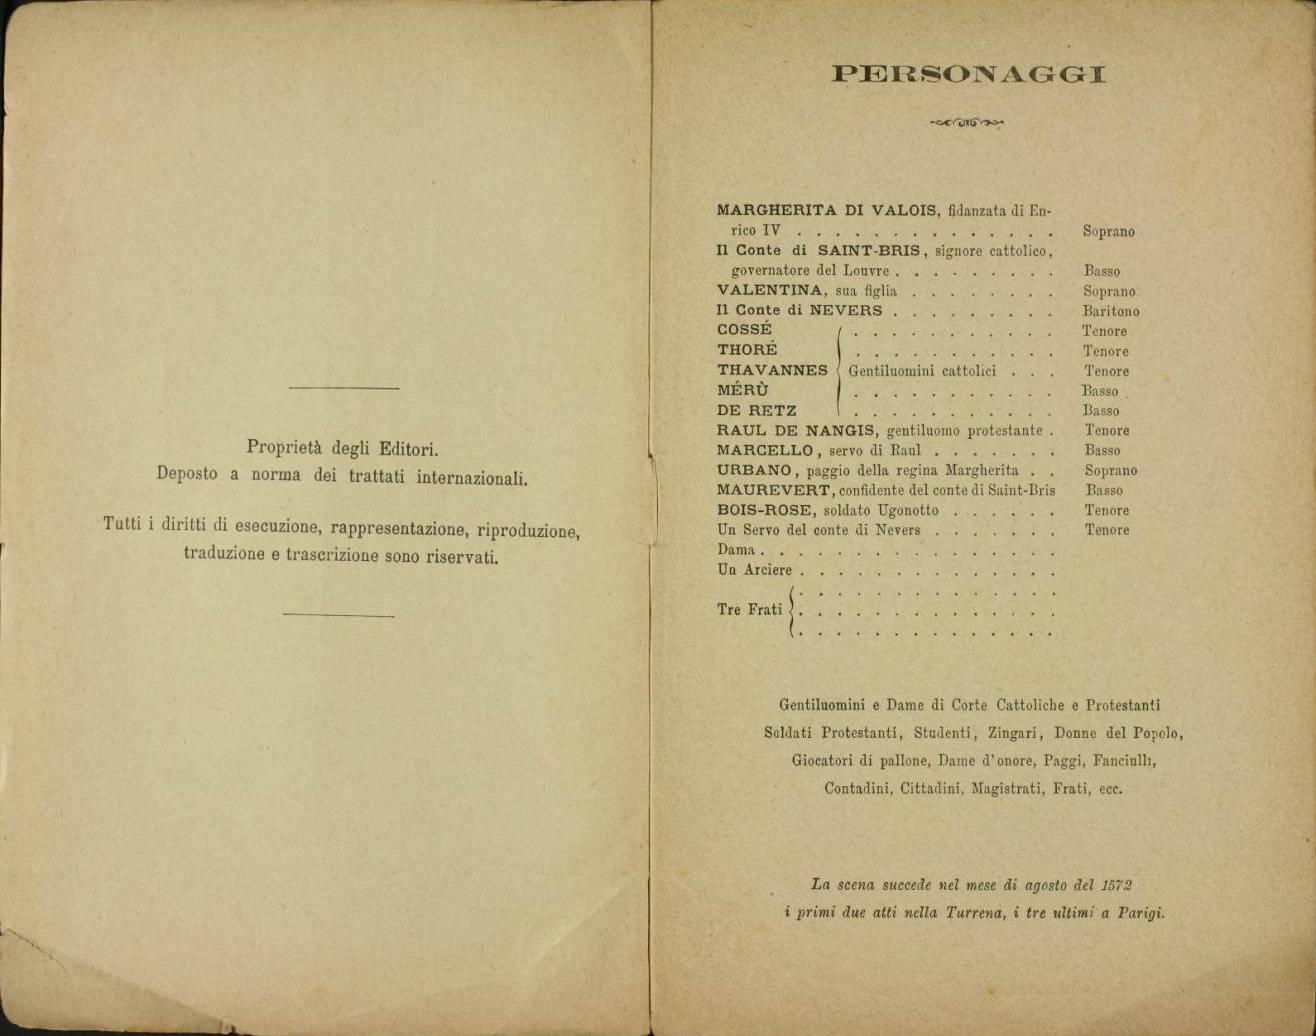 Proprietà degli Editori.
Deposto a norma dei trattati internazionali.
Tutti i diritti di esecuzione, rappresentazione, riproduzione,
traduzione e trascrizione sono riservati.
PERSONAGGI
MARGHERITA DI VALOIS, fidanzata di En-
rico IV . . . . . . . . . . . . . . Soprano
Il Conte di SAINT-BRIS, signore cattolico,
governatore del Louvre . . . . . . . . . Basso
VALENTINA, sua figlia . . . . . . . . Soprano
Il Conte di NEVERS . . . . . . . . . Baritono
COSSÉ . . . . . . . . . . . Tenore
THORÉ . . . . . . . . . . . Tenore
THAVANNES Gentiluomini cattolici . . . Tenore
MÉRÙ . . . . . . . . . . . Basso
DE RETZ . . . . . . . . . . . Basso
RAUL DE NANGIS, gentiluomo protestante . Tenore
MARCELLO, servo di Raul . . . . . . . Basso
URBANO, paggio della regina Margherita . . Soprano
MAUREVERT, confidente del conte di Saint-Bris Basso
BOIS-ROSE, soldato Ugonotto . . . . . . Tenore
Un Servo del conte di Nevers . . . . . . . Tenore
Dama . . . . . . . . . . . . . . . .
Un Arciere . . . . . . . . . . . . . .
Tre Frati . . . . . . . . . . . . . .
Gentiluomini e Dame di Corte Cattoliche e Protestanti
Soldati Protestanti, Studenti, Zingari, Donne del Popolo,
Giocatori di pallone, Dame d'onore, Paggi, Fanciulli,
Contadini, Cittadini, Magistrati, Frati, ecc.
La scena succede nel mese di agosto del 1572
i primi due atti nella Turrena, i tre ultimi a Parigi.